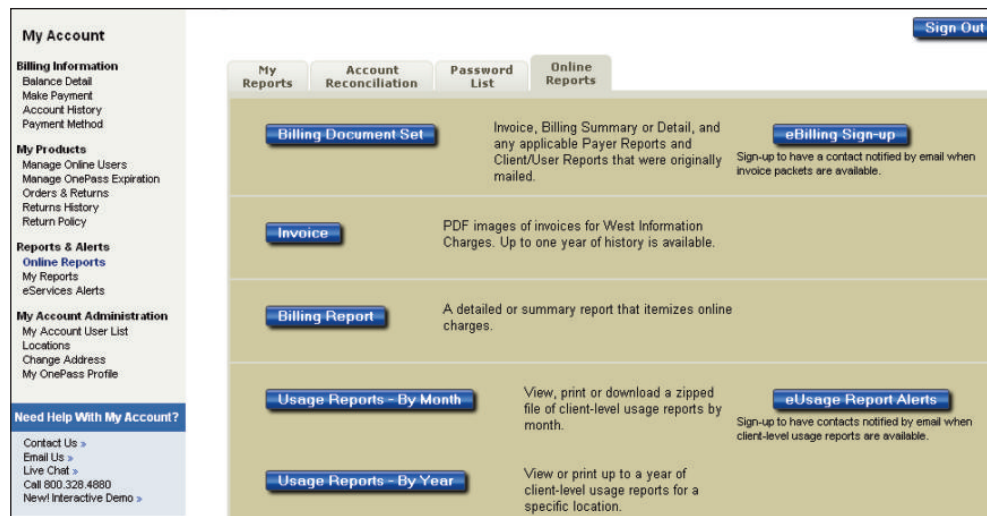 My Account
Billing Information
Balance Detail
Make Payment
Account History
Payment Method
My Products
Manage Online Users
Manage OnePass Expiration
Orders & Returns
Returns History
Return Policy
Reports & Alerts
Online Reports
My Reports
eServices Alerts
My Account Administration
My Account User List
Locations
Change Address
My OnePass Profile
Need Help With My Account?
Contact Us »
Email Us »
Live Chat »
Call 800.328.4880
New! Interactive Demo »
Sign Out
My
Reports
Account
Reconciliation
Password
List
Online
Reports
Billing Document Set
Invoice, Billing Summary or Detail, and
any applicable Payer Reports and
Client/User Reports that were originally
mailed.
eBilling Sign-up
Sign-up to have a contact notified by email when
invoice packets are available.
Invoice
PDF images of invoices for West Information
Charges. Up to one year of history is available.
Billing Report
A detailed or summary report that itemizes online
charges.
Usage Reports - By Month
View, print or download a zipped
file of client-level usage reports by
month.
eUsage Report Alerts
Sign-up to have contacts notified by email when
client-level usage reports are available.
Usage Reports - By Year
View or print up to a year of
client-level usage reports for a
specific location.